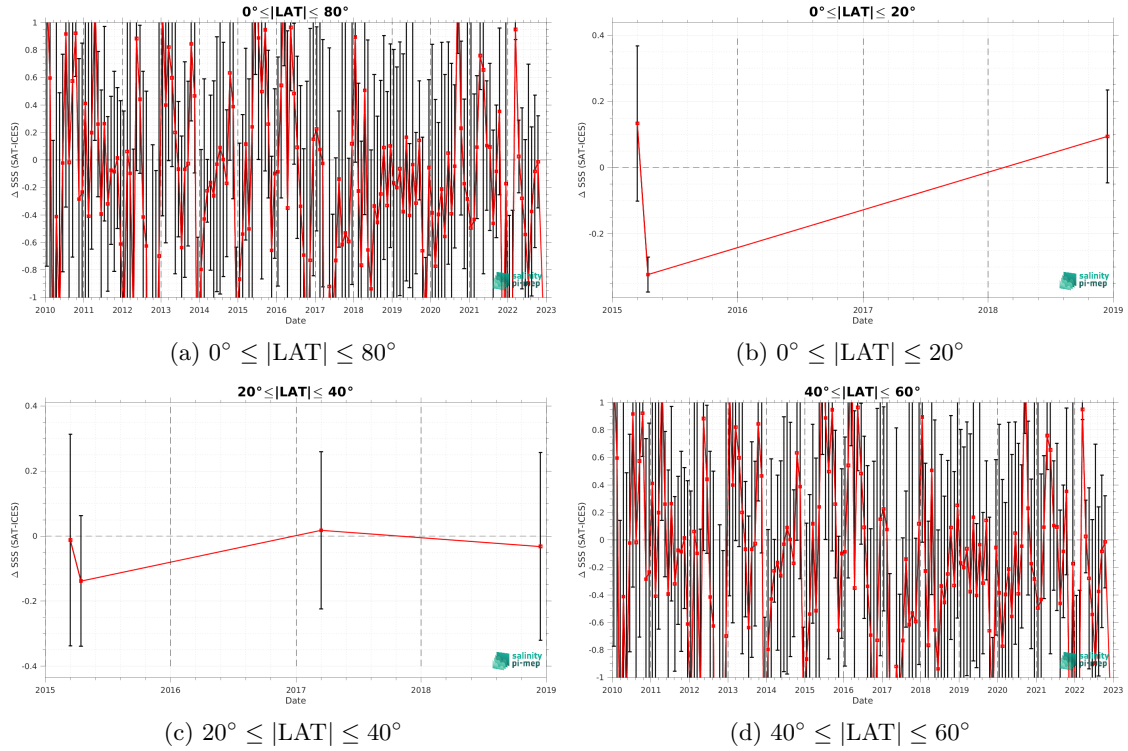 0°≤|LAT|≤ 80°
1
0.8
0.6
0.4
0.2
0
-0.2
-0.4
-0.6
-0.8
-1
Δ SSS (SAT-ICES)
2010 2011 2012 2013 2014 2015 2016 2017 2018 2019 2020 2021 2022 2023
Date
salinity
pi-mep
(a) 0° ≤ |LAT| ≤ 80°
0°≤|LAT|≤ 20°
0.4
0.2
0
-0.2
Δ SSS (SAT-ICES)
2015 2016 2017 2018 2019
Date
salinity
pi-mep
(b) 0° ≤ |LAT| ≤ 20°
20°≤|LAT|≤ 40°
0.4
0.2
0
-0.2
-0.4
Δ SSS (SAT-ICES)
2015 2016 2017 2018 2019
Date
salinity
pi-mep
(c) 20° ≤ |LAT| ≤ 40°
40°≤|LAT|≤ 60°
1
0.8
0.6
0.4
0.2
0
-0.2
-0.4
-0.6
-0.8
-1
Δ SSS (SAT-ICES)
2010 2011 2012 2013 2014 2015 2016 2017 2018 2019 2020 2021 2022 2023
Date
salinity
pi-mep
(d) 40° ≤ |LAT| ≤ 60°